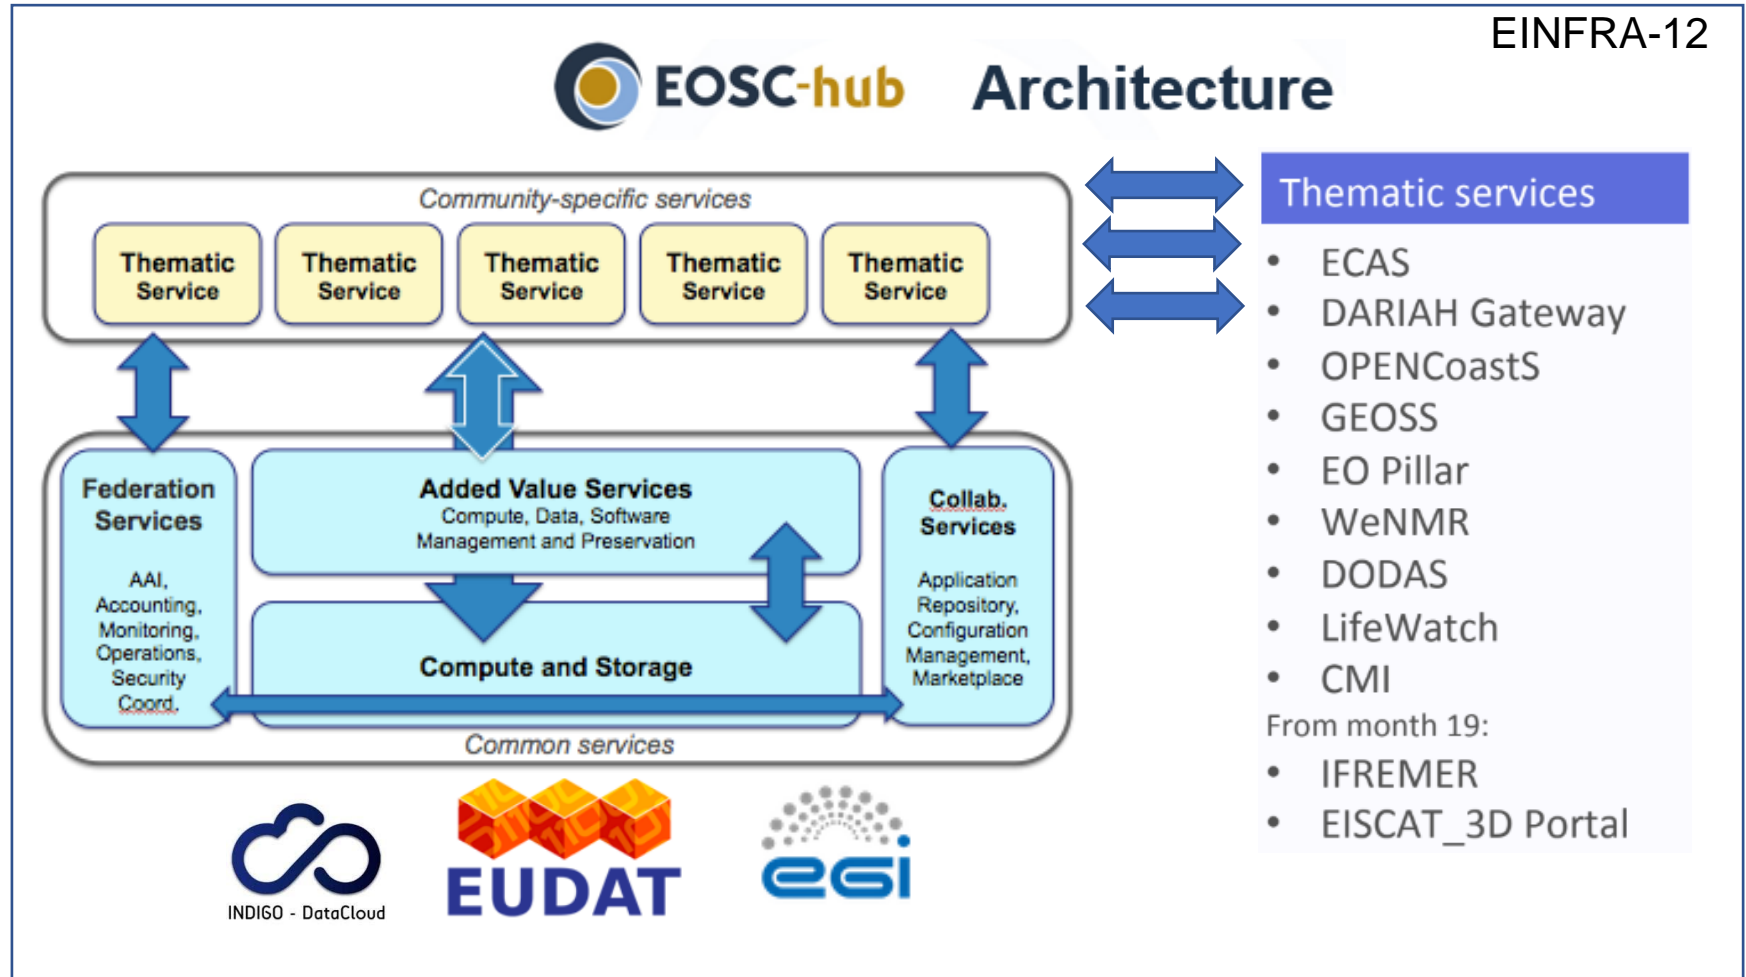 EINFRA-12
EOSC-hub Architecture
Community-specific services
Thematic
Service
Thematic
Service
Thematic
Service
Thematic
Service
Thematic
Service
Federation
Services
AAI,
Accounting,
Monitoring,
Operations,
Security
Coord.
Added Value Services
Compute, Data, Software
Management and Preservation
Compute and Storage
Collab.
Services
Application
Repository,
Configuration
Management,
Marketplace
Common services
INDIGO - DataCloud
EUDAT
egi
Thematic services
• ECAS
• DARIAH Gateway
• OPENCoastS
• GEOSS
• EO Pillar
• WeNMR
• DODAS
• LifeWatch
• CMI
From month 19:
• IFREMER
• EISCAT_3D Portal